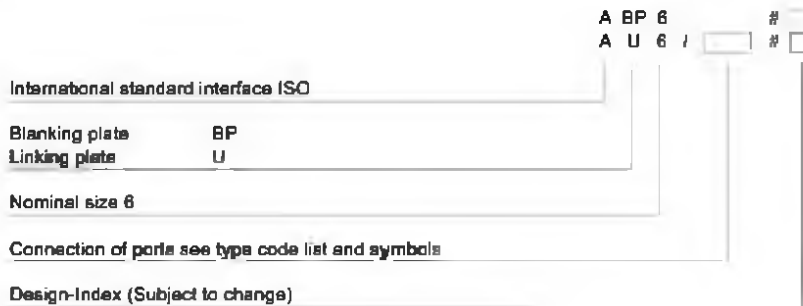 A BP 6 #
A U 6 / #
International standard interface ISO
Blanking plate BP
Linking plate U
Nominal size 6
Connection of ports see type code list and symbols
Design-Index (Subject to change)